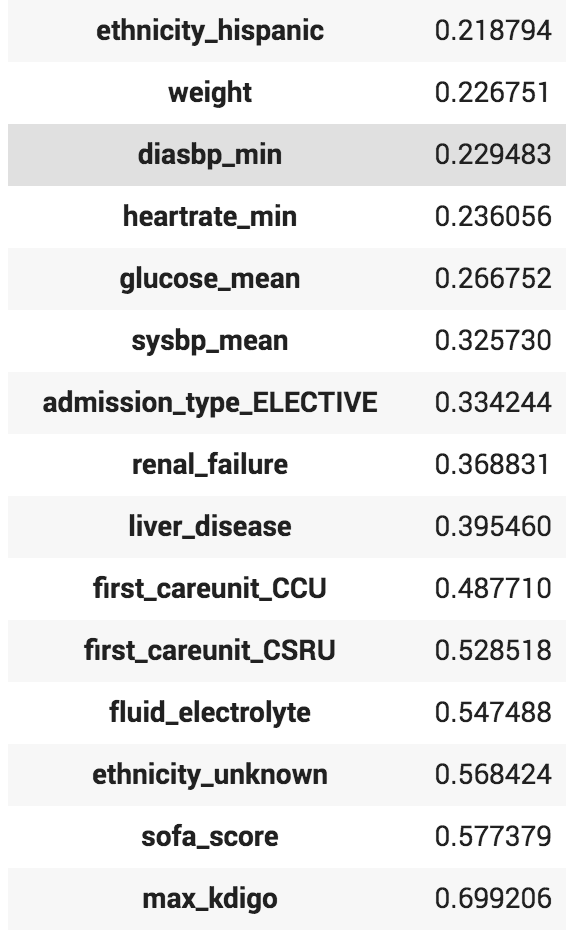 ethnicity_hispanic 0.218794
weight 0.226751
diasbp_min 0.229483
heartrate_min 0.236056
glucose_mean 0.266752
sysbp_mean 0.325730
admission_type_ELECTIVE 0.334244
renal_failure 0.368831
liver_disease 0.395460
first_careunit_CCU 0.487710
first_careunit_CSRU 0.528518
fluid_electrolyte 0.547488
ethnicity_unknown 0.568424
sofa_score 0.577379
max_kdigo 0.699206